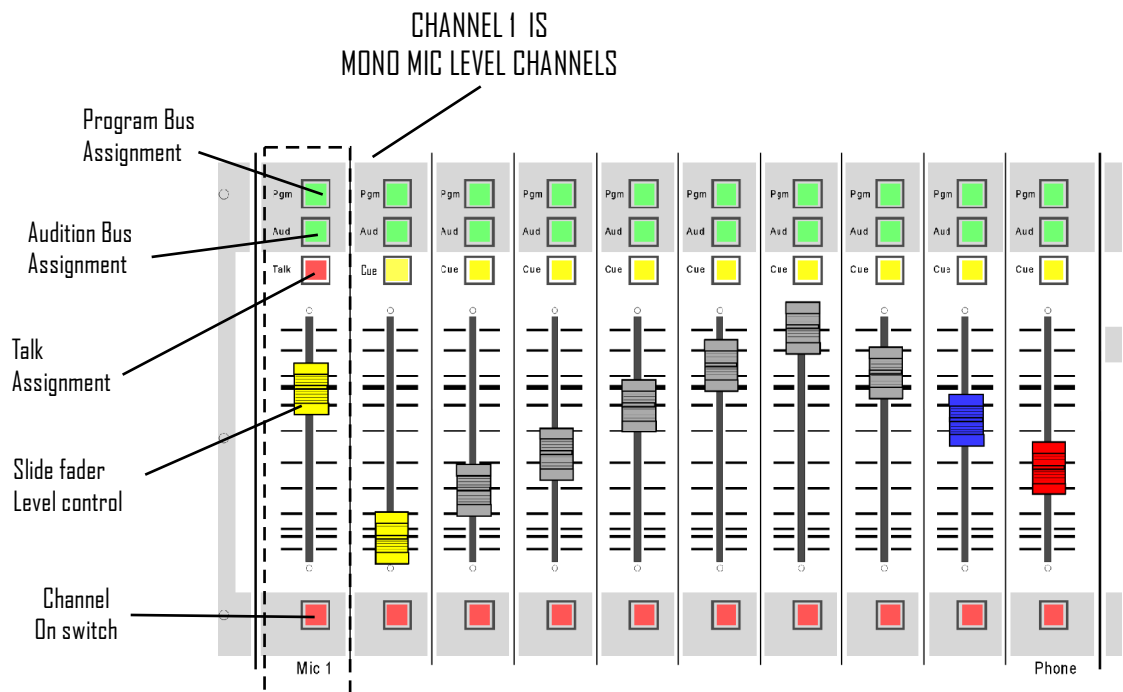 CHANNEL 1 IS
MONO MIC LEVEL CHANNELS
Program Bus
Assignment
Audition Bus
Assignment
Talk
Assignment
Slide fader
Level control
Channel
On switch
Pgm Pgm Pgm Pgm Pgm Pgm Pgm Pgm Pgm Pgm
Aud Aud Aud Aud Aud Aud Aud Aud Aud Aud
Talk Cue Cue Cue Cue Cue Cue Cue Cue Cue
Mic 1 Phone